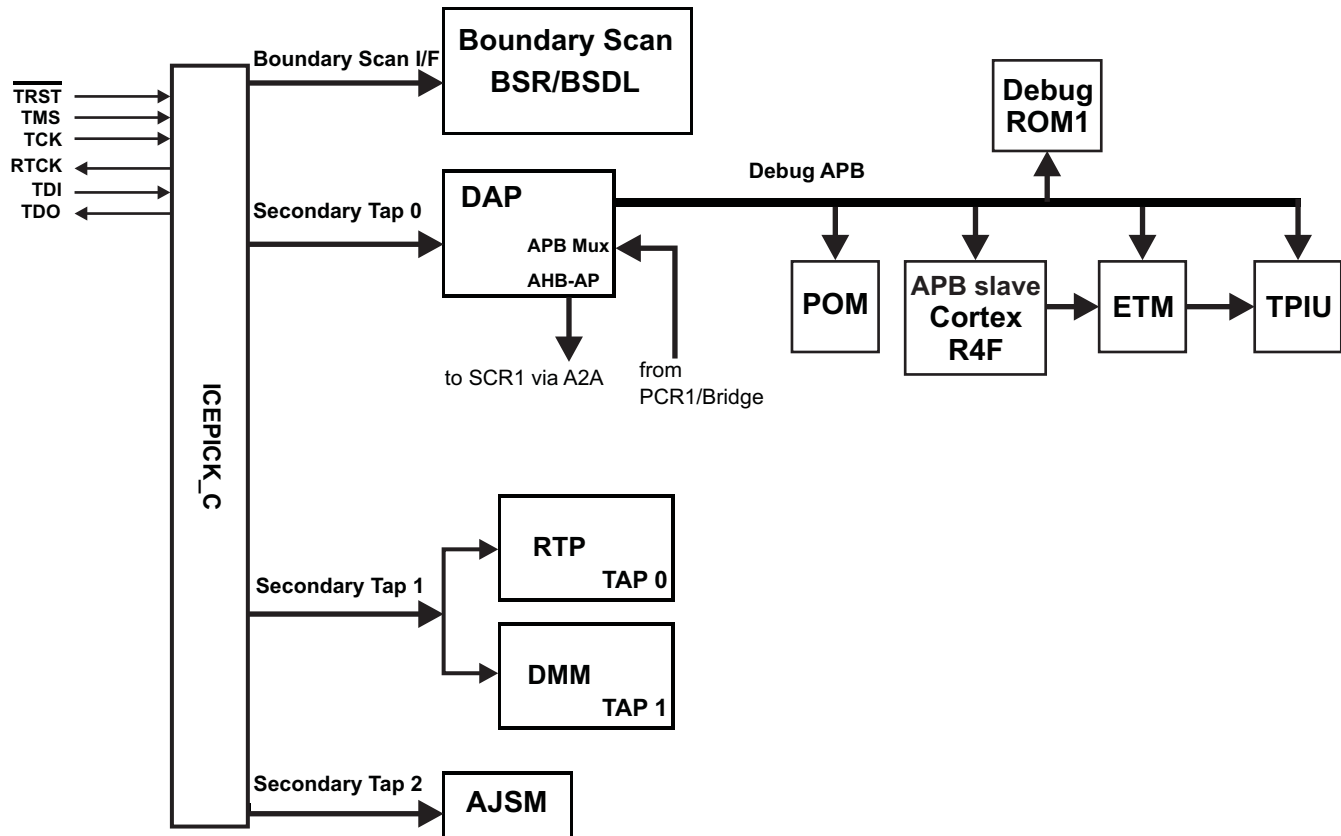 Boundary Scan I/F
Boundary Scan
BSR/BSDL
TRST
TMS
TCK
RTCK
TDI
TDO
ICEPICK_C
Secondary Tap 0
DAP
APB Mux
AHB-AP
to SCR1 via A2A
from
PCR1/Bridge
Debug APB
Debug
ROM1
POM
APB slave
Cortex
R4F
ETM
TPIU
Secondary Tap 1
RTP
TAP 0
DMM
TAP 1
Secondary Tap 2
AJSM